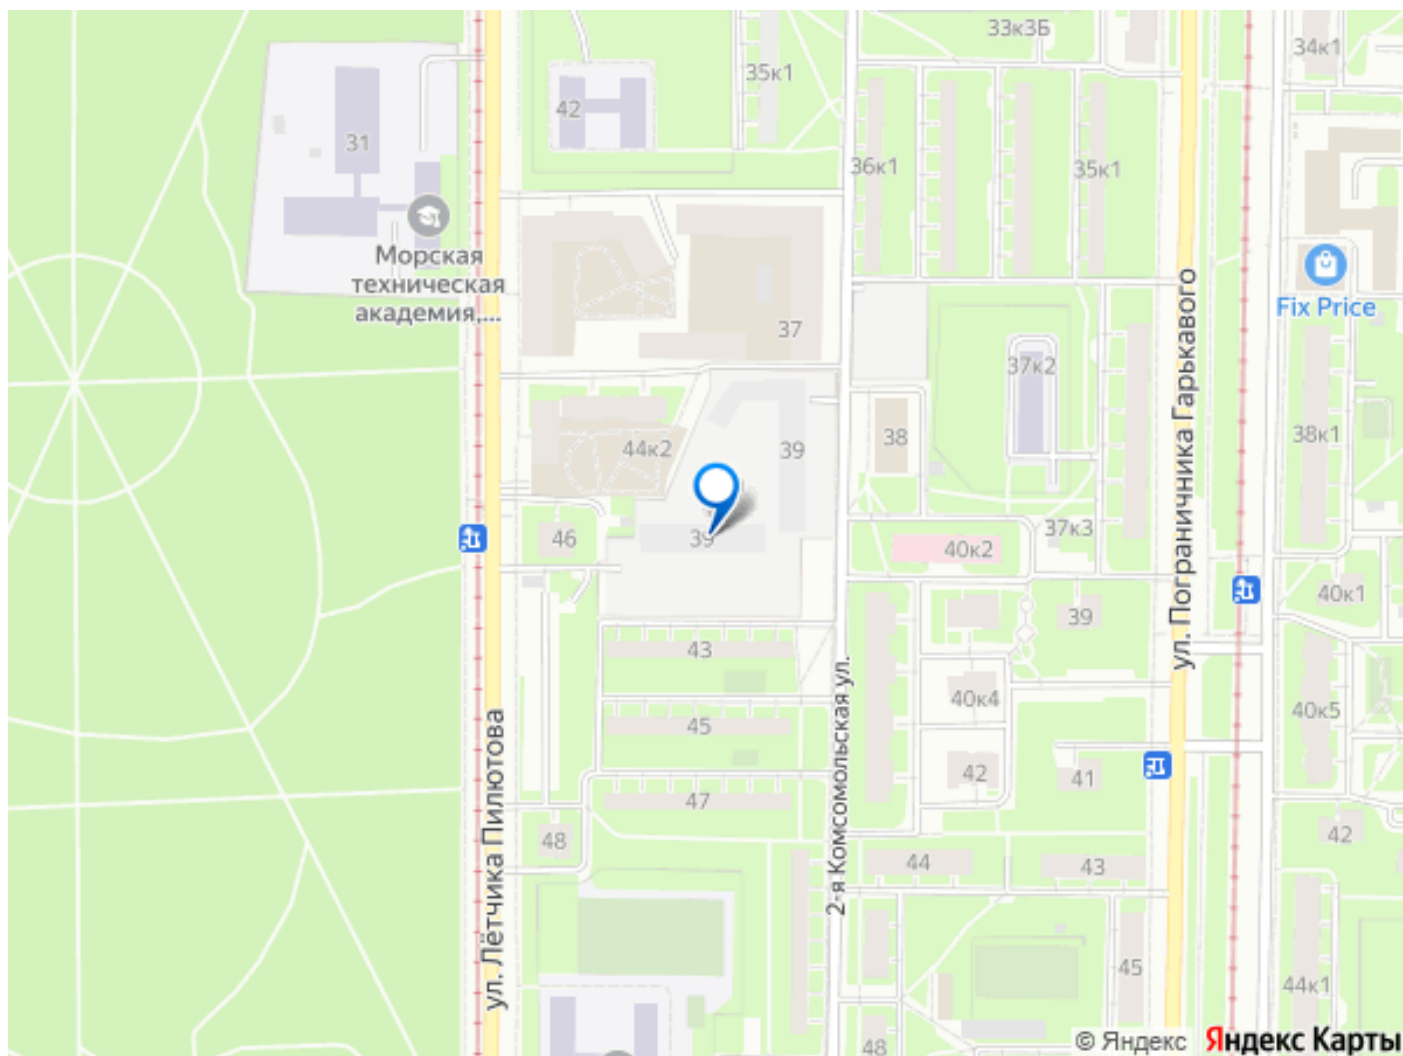 33к3Б
34к1
35к1
42
31
36к1
35к1
Морская
техническая
академия,...
Fix Price
37
37к2
ул. Пограничника Гарькавого
44к2
39
38
38к1
39
46
40к2
37к3
40к1
39
43
40к4
40к5
45
2-я Комсомольская ул.
42
41
47
ул. Лётчика Пилютова
48
44
43
42
45
44к1
48
© Яндекс Яндекс Карты